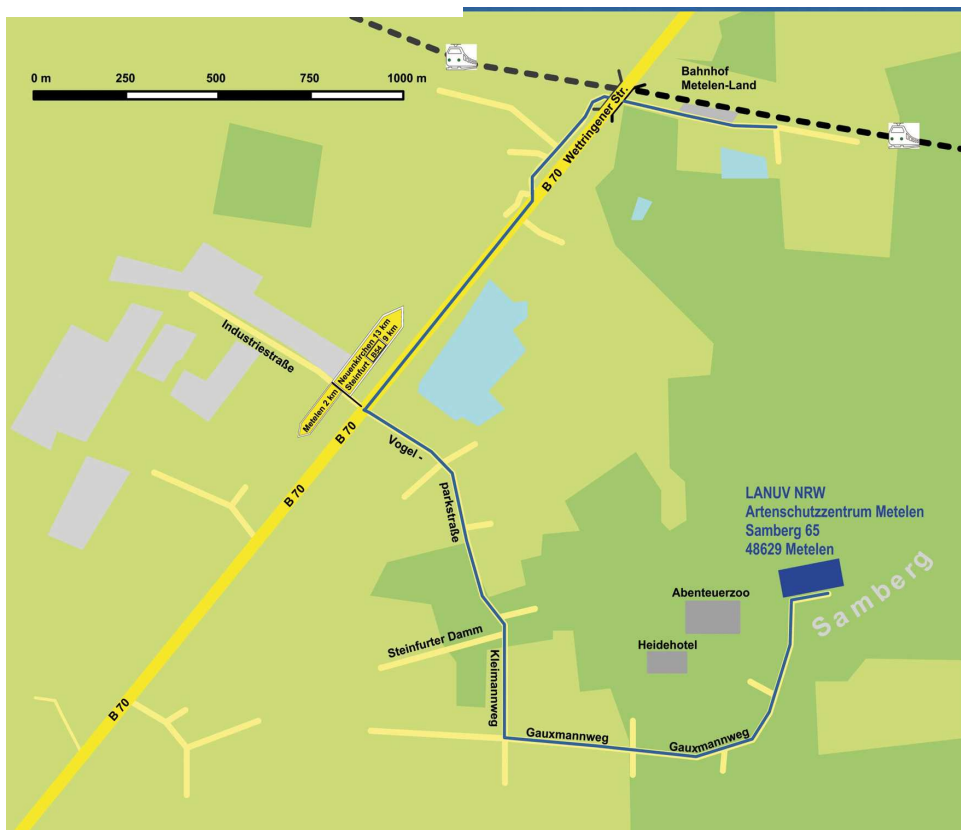 0 m 250 500 750 1000 m
Bahnhof
Metelen-Land
B 70 Wettringener Str.
Industriestraße
Neuenkirchen 13 km
Steinfurt B54 9 km
Metelen 2 km
B 70
Vogel -
parkstraße
B 70
LANUV NRW
Artenschutzzentrum Metelen
Samberg 65
48629 Metelen
Samberg
Abenteuerzoo
Heidehotel
Steinfurter Damm
Kleimannweg
B 70
Gauxmannweg
Gauxmannweg